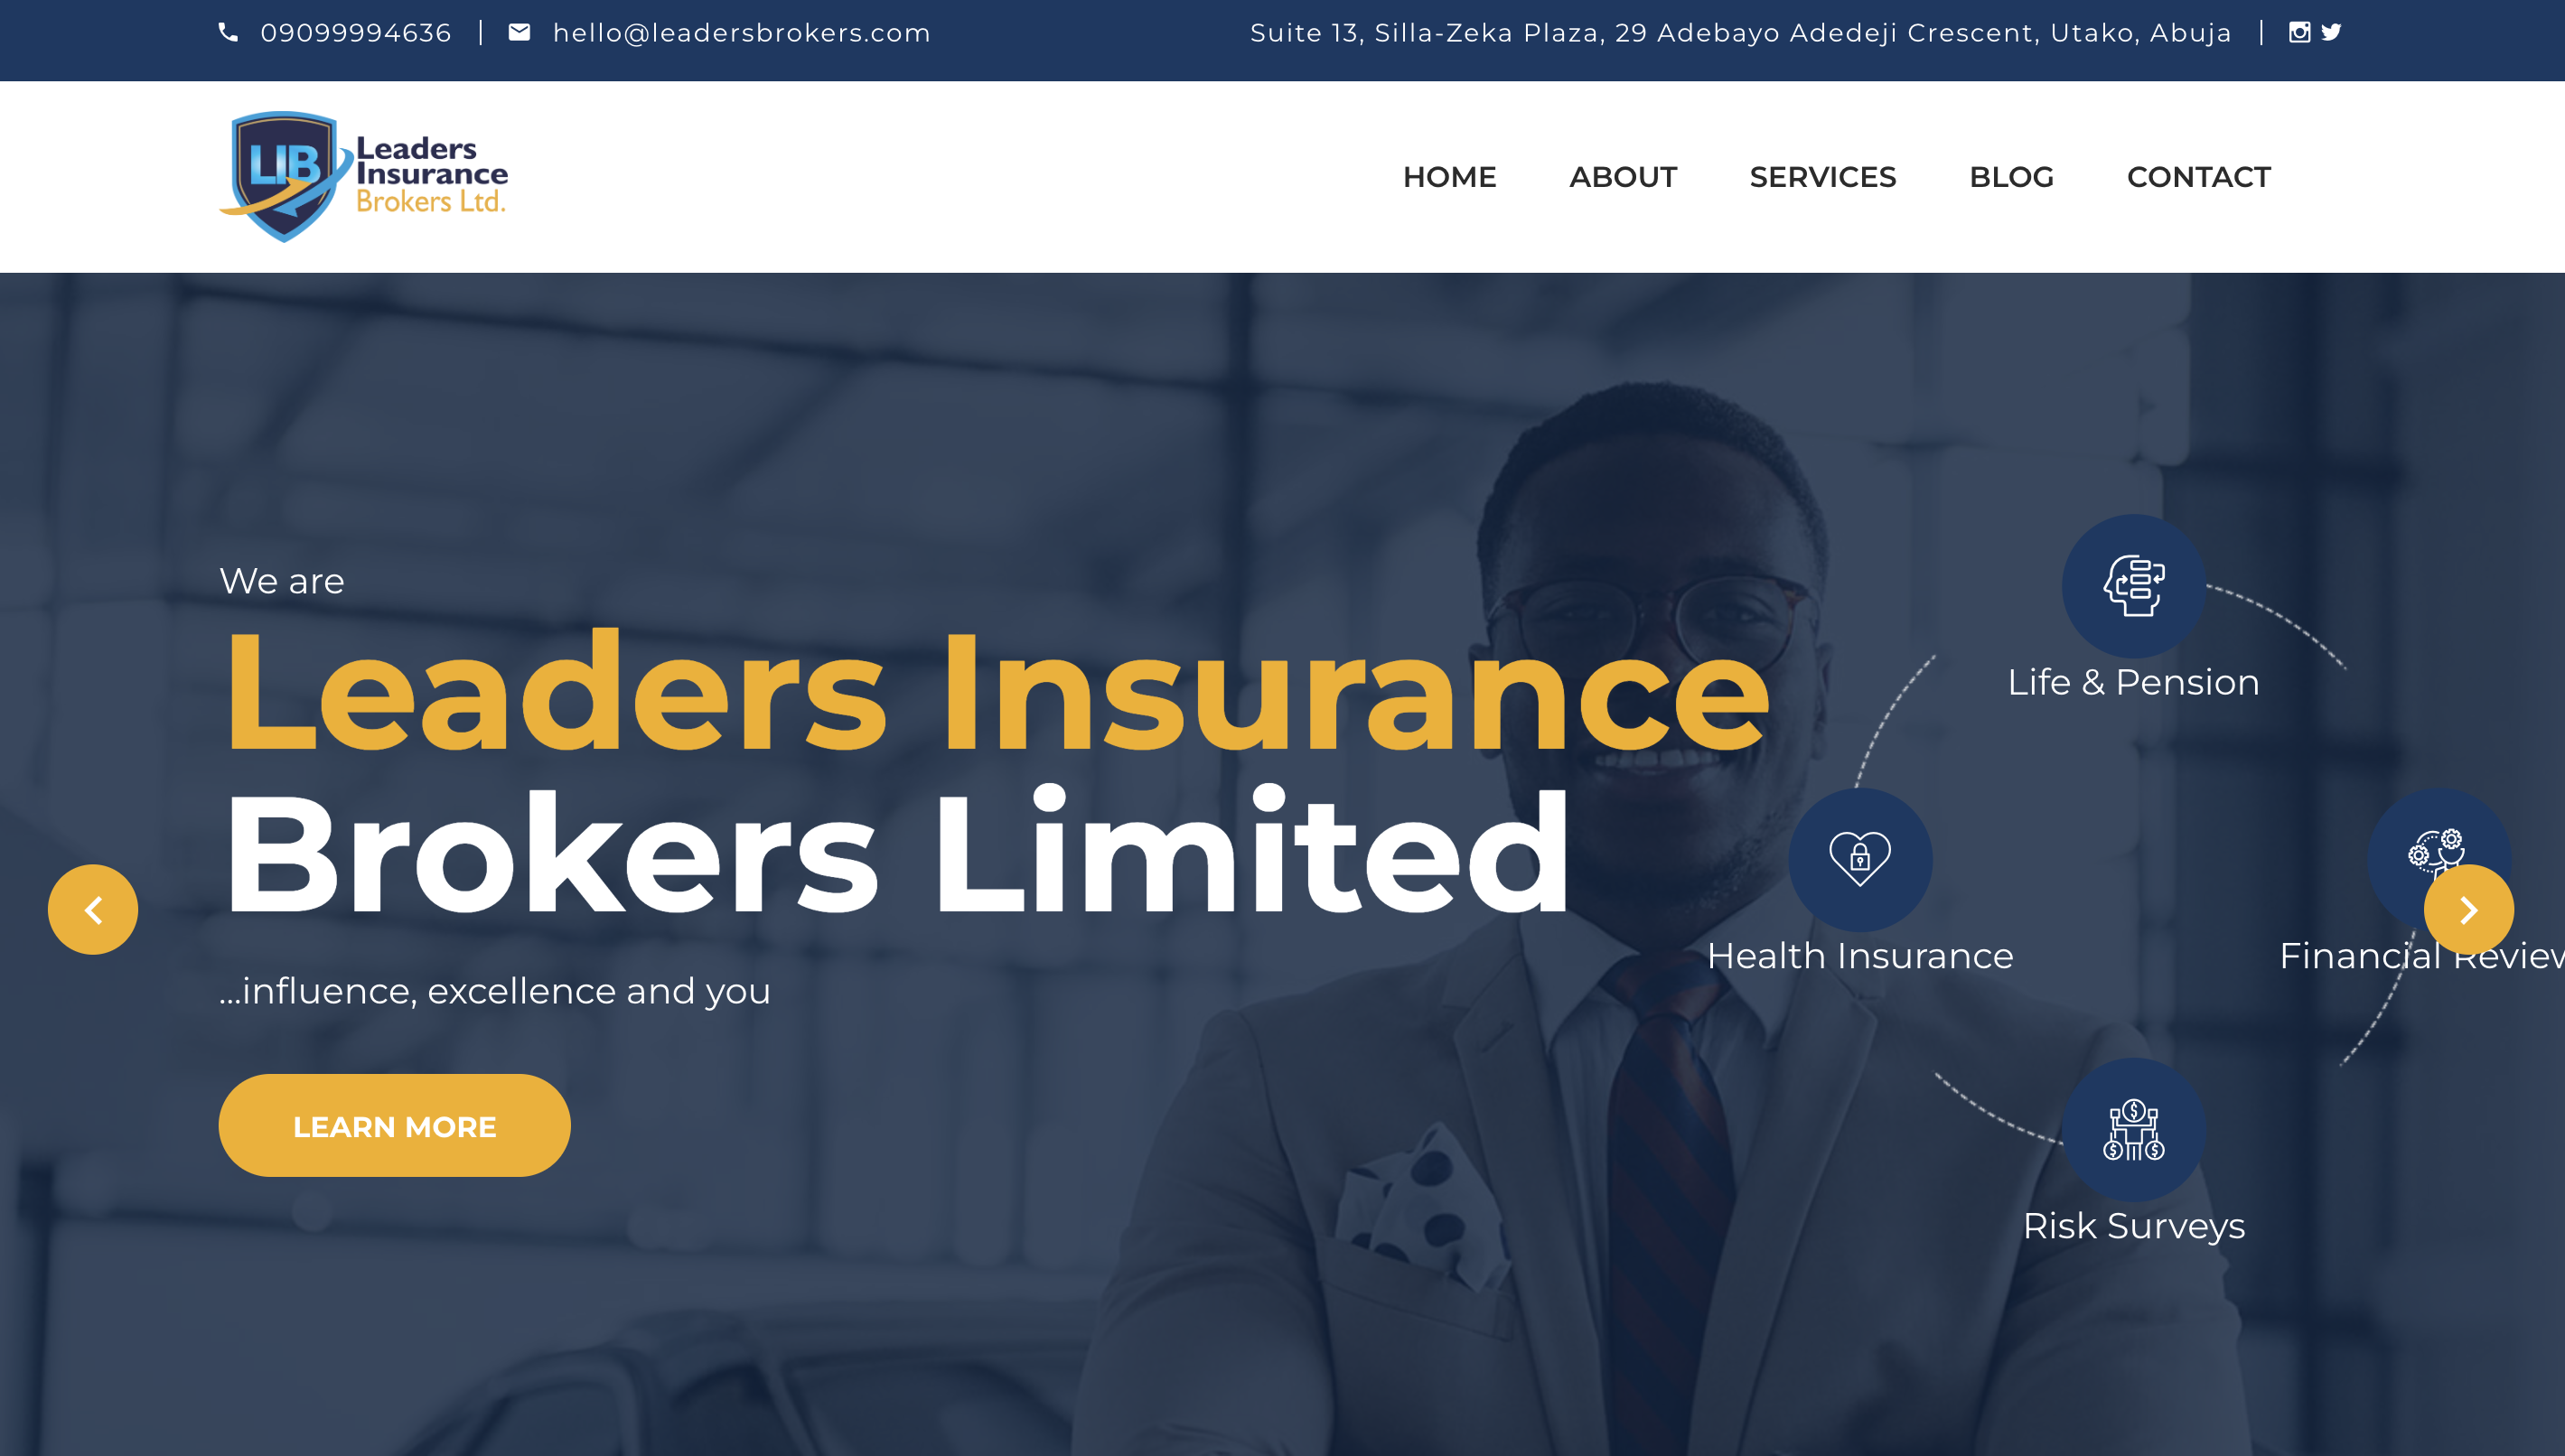 09099994636 | hello@leadersbrokers.com
Suite 13, Silla-Zeka Plaza, 29 Adebayo Adedeji Crescent, Utako, Abuja
LIB
Leaders
Insurance
Brokers Ltd.
HOME ABOUT SERVICES BLOG CONTACT
We are
Leaders Insurance
Brokers Limited
...influence, excellence and you
LEARN MORE
Life & Pension
Health Insurance
Financial Review
Risk Surveys